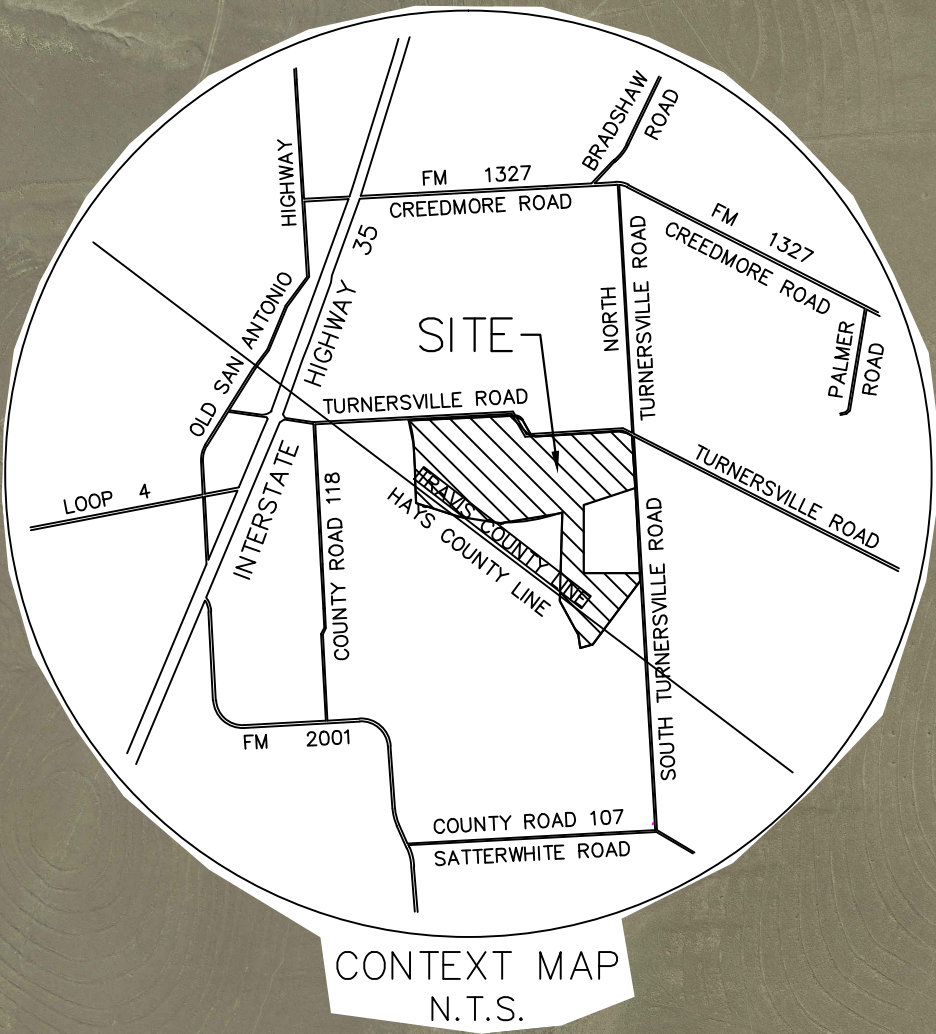 BRADSHAW
ROAD
HIGHWAY
FM 1327
CREEDMORE ROAD
FM 1327
CREEDMORE ROAD
NORTH
TURNERSVILLE ROAD
OLD SAN ANTONIO
HIGHWAY 35
SITE
PALMER
ROAD
TURNERSVILLE ROAD
TURNERSVILLE ROAD
LOOP 4
INTERSTATE
COUNTY ROAD 118
TRAVIS COUNTY LINE
HAYS COUNTY LINE
SOUTH TURNERSVILLE ROAD
FM 2001
COUNTY ROAD 107
SATTERWHITE ROAD
CONTEXT MAP
N.T.S.